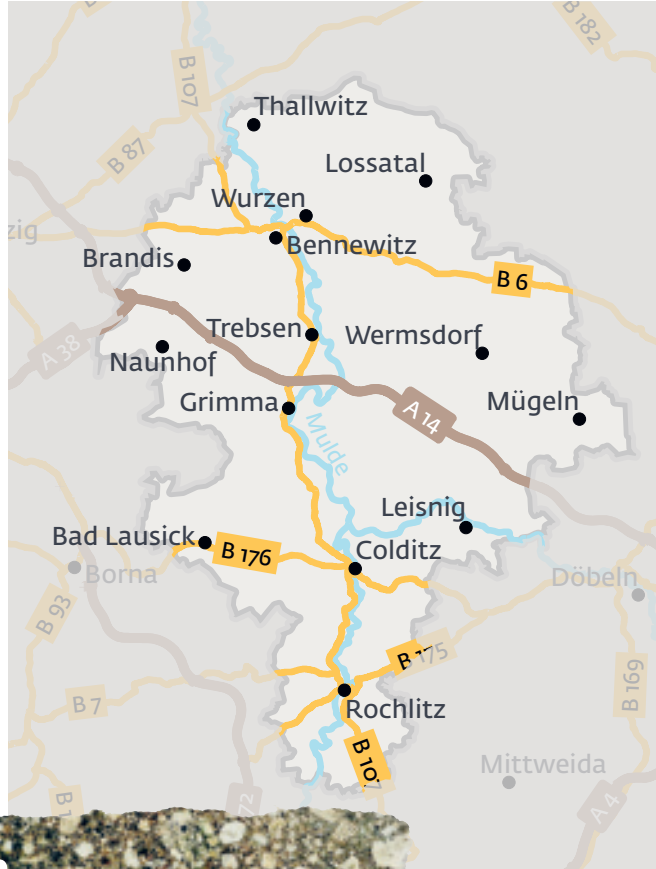 B 182
B 107
Thallwitz
B 87
Lossatal
Wurzen
zig
Bennewitz
Brandis
B 6
Trebsen
Wermsdorf
A 38
Naunhof
Mügeln
Grimma
A 14
Mulde
Leisnig
Bad Lausick
B 176
Colditz
Borna
Döbeln
B 93
B 175
B 169
B 7
Rochlitz
B 107
Mittweida
72
A 4